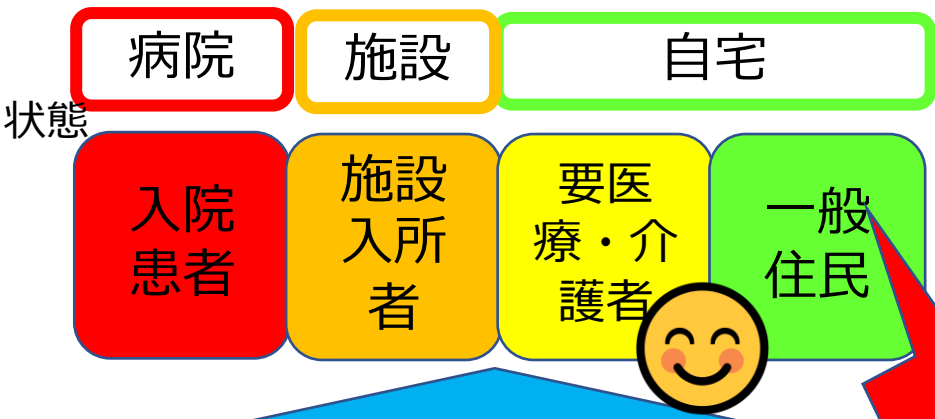 病院
施設
自宅
状態
入院
患者
施設
入所
者
要医
療・介
護者
一般
住民